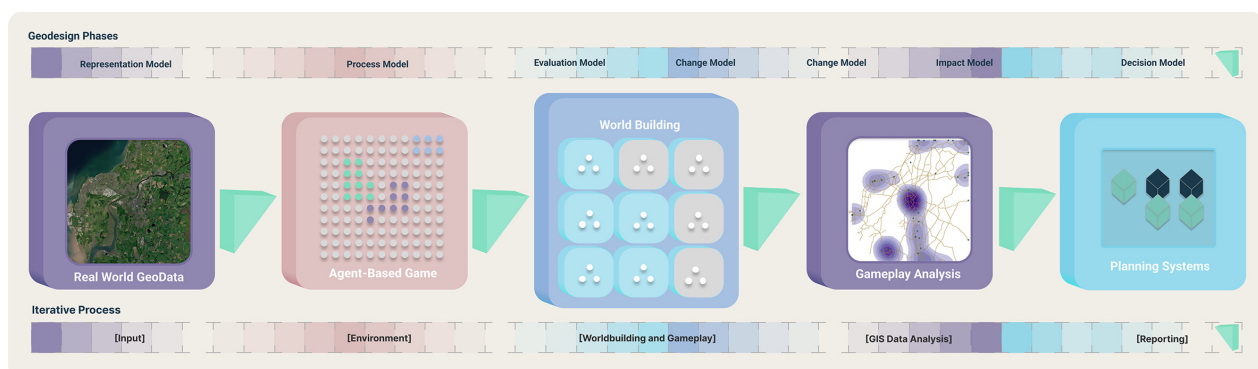 Geodesign Phases
Representation Model
Process Model
Evaluation Model
Change Model
Change Model
Impact Model
Decision Model
Real World GeoData
Agent-Based Game
World Building
Gameplay Analysis
Planning Systems
Iterative Process
[Input]
[Environment]
[Worldbuilding and Gameplay]
[GIS Data Analysis]
[Reporting]